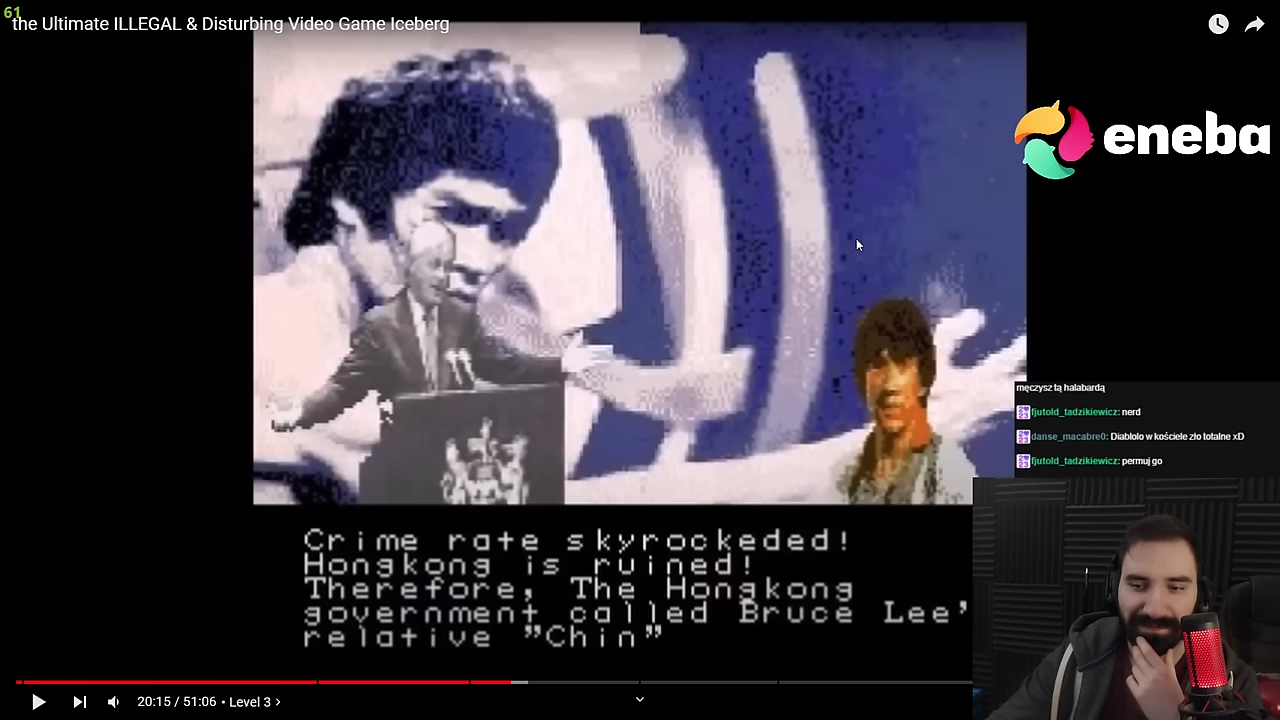 61
the Ultimate ILLEGAL & Disturbing Video Game Iceberg
eneba
męczysz tą halabardą
fjutold_tadzikiewicz: nerd
danse_macabre0: Diablolo w kościele zło totalne xD
fjutold_tadzikiewicz: permuj go
Crime rate skyrockeded!
Hongkong is ruined!
Therefore, The Hongkong
government called Bruce Lee'
relative "Chin"
20:15 / 51:06 • Level 3 >